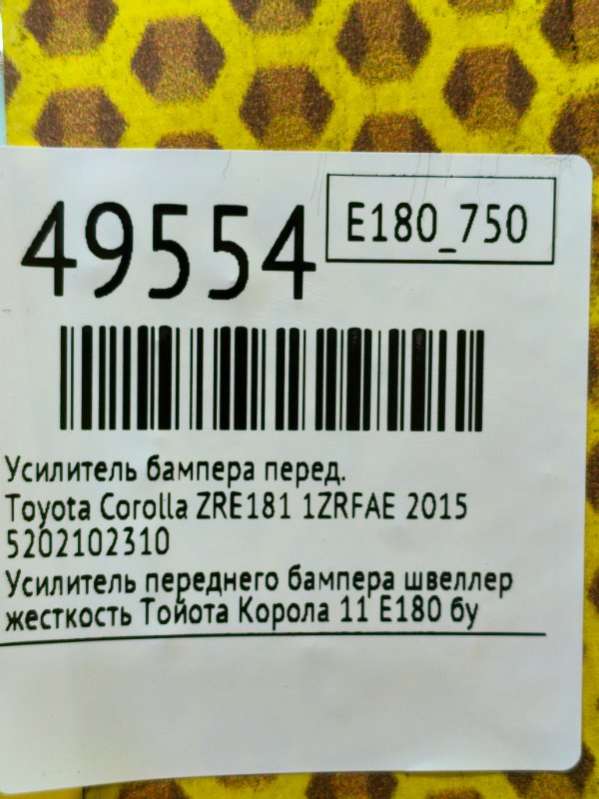 49554
E180_750
Усилитель бампера перед.
Toyota Corolla ZRE181 1ZRFAE 2015
5202102310
Усилитель переднего бампера швеллер
жесткость Тойота Корола 11 Е180 бу